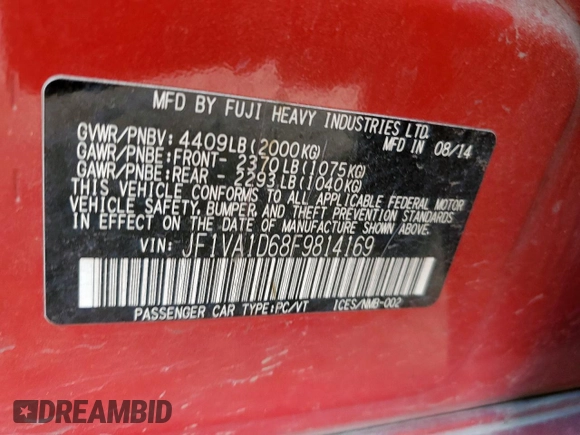 MFD BY FUJI HEAVY INDUSTRIES LTD.
GVWR/PNBV: 4409LB(2000KG) MFD IN 08/14
GAWR/PNBE:FRONT- 2370LB(1075KG)
GAWR/PNBE:REAR - 2293LB(1040KG)
THIS VEHICLE CONFORMS TO ALL APPLICABLE FEDERAL MOTOR
VEHICLE SAFETY, BUMPER, AND THEFT PREVENTION STANDARDS
IN EFFECT ON THE DATE OF MANUFACTURE SHOWN ABOVE.
VIN: JF1VA1D68F9814169
PASSENGER CAR TYPE:PC/VT ICES/NMB-002
DREAMBID